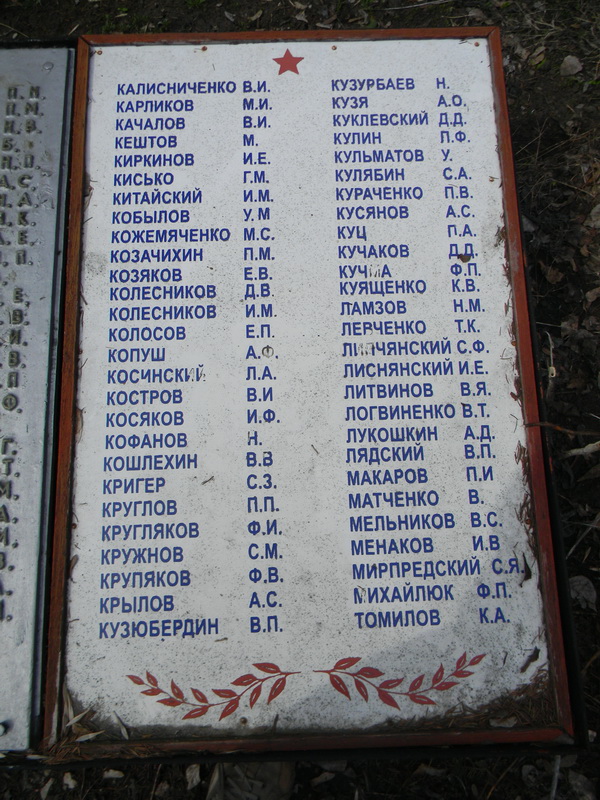 КАЛИСНИЧЕНКО В.И.
КАРЛИКОВ М.И.
КАЧАЛОВ В.И.
КЕШТОВ М.
КИРКИНОВ И.Е.
КИСЬКО Г.М.
КИТАЙСКИЙ И.М.
КОБЫЛОВ У.М
КОЖЕМЯЧЕНКО М.С.
КОЗАЧИХИН П.М.
КОЗЯКОВ Е.В.
КОЛЕСНИКОВ Д.В.
КОЛЕСНИКОВ И.М.
КОЛОСОВ Е.П.
КОПУШ А.Ф.
КОСИНСКИЙ Л.А.
КОСТРОВ В.И
КОСЯКОВ И.Ф.
КОФАНОВ Н.
КОШЛЕХИН В.В
КРИГЕР С.З.
КРУГЛОВ П.П.
КРУГЛЯКОВ Ф.И.
КРУЖНОВ С.М.
КРУПЯКОВ Ф.В.
КРЫЛОВ А.С.
КУЗЮБЕРДИН В.П.
КУЗУРБАЕВ Н.
КУЗЯ А.О.
КУКЛЕВСКИЙ Д.Д.
КУЛИН П.Ф.
КУЛЬМАТОВ У.
КУЛЯБИН С.А.
КУРАЧЕНКО П.В.
КУСЯНОВ А.С.
КУЦ П.А.
КУЧАКОВ Д.Д.
КУЧМА Ф.П.
КУЯЩЕНКО К.В.
ЛАМЗОВ Н.М.
ЛЕВЧЕНКО Т.К.
С.Ф.
ЛИСНЯНСКИЙ И.Е.
ЛИТВИНОВ В.Я.
ЛОГВИНЕНКО В.Т.
ЛУКОШКИН А.Д.
ЛЯДСКИЙ В.П.
МАКАРОВ П.И
МАТЧЕНКО В.
МЕЛЬНИКОВ В.С.
МЕНАКОВ И.В
МИРПРЕДСКИЙ С.Я.
МИХАЙЛЮК Ф.П.
ТОМИЛОВ К.А.